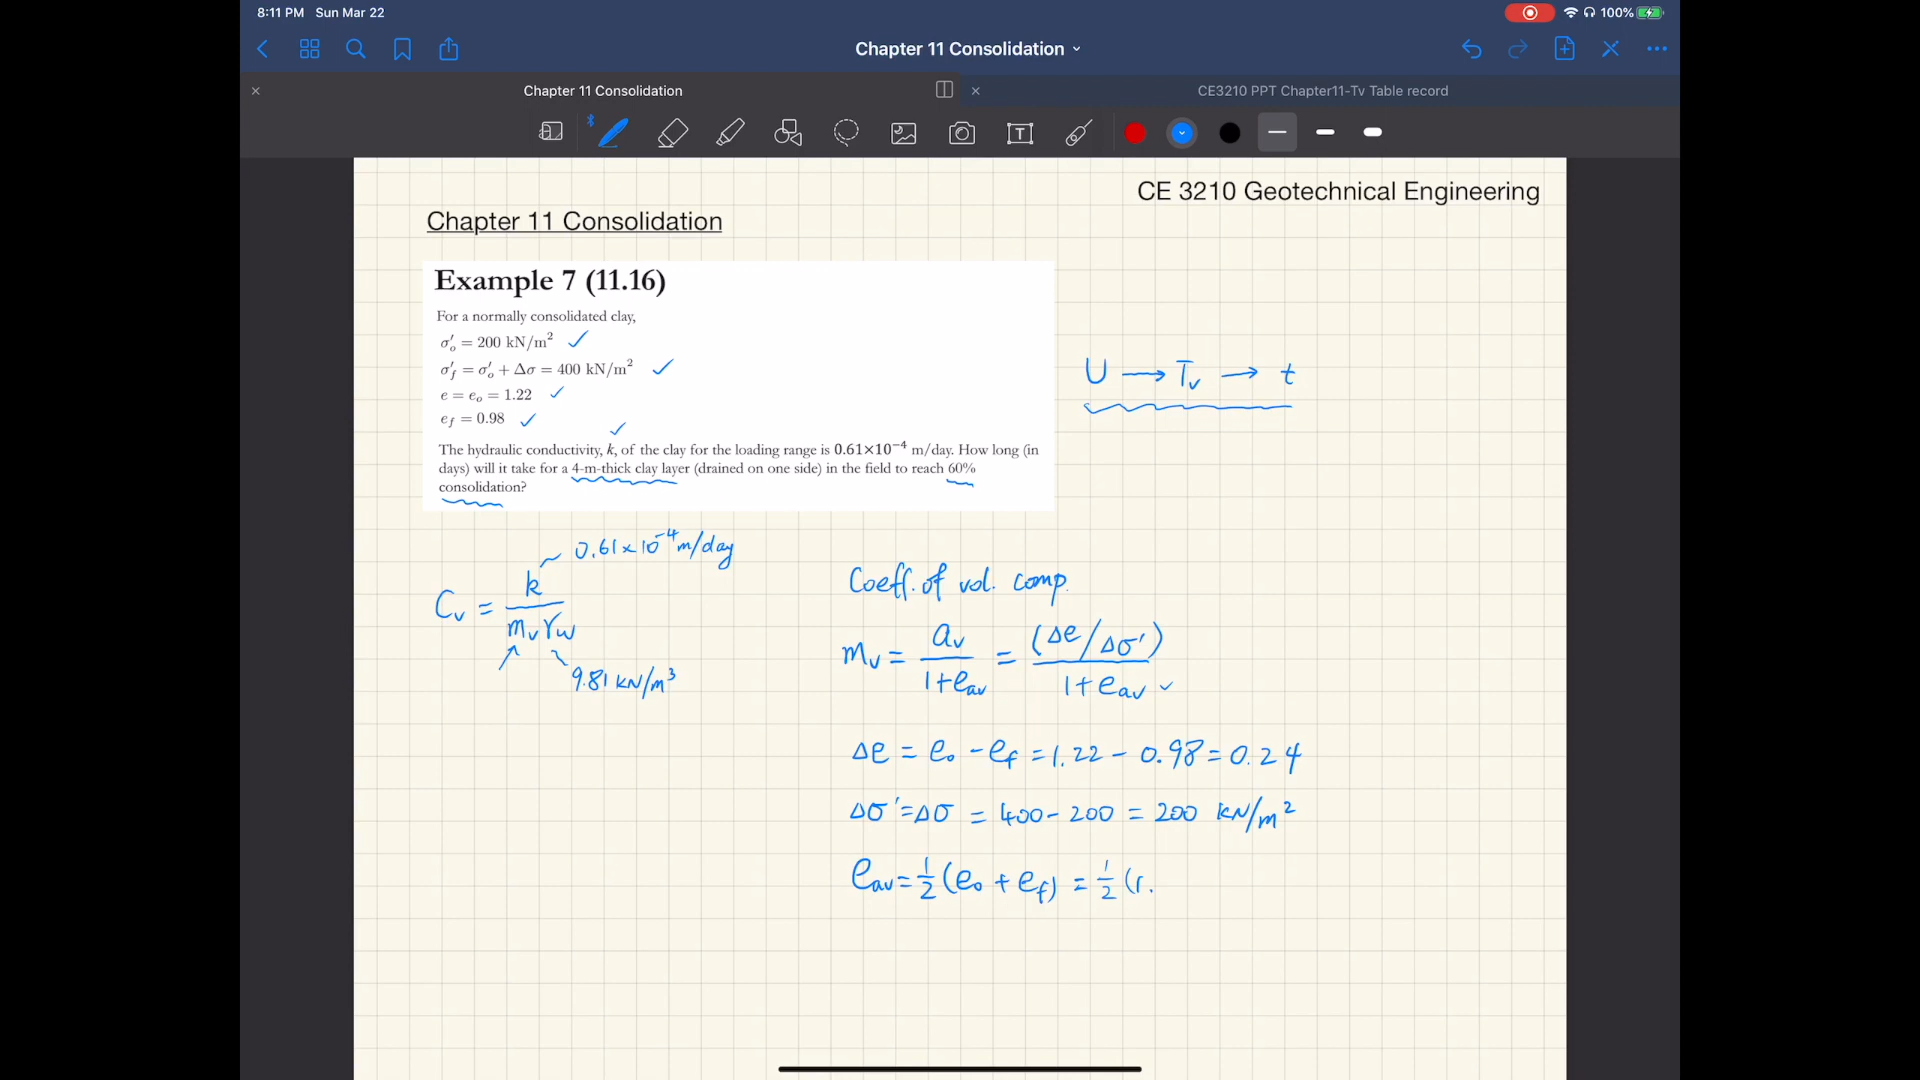 8:11 PM Sun Mar 22
100%
Chapter 11 Consolidation
Chapter 11 Consolidation
CE3210 PPT Chapter11-Tv Table record
CE 3210 Geotechnical Engineering
Chapter 11 Consolidation
Example 7 (11.16)
For a normally consolidated clay,
σ′ₒ = 200 kN/m² ✓
σ′f = σ′ₒ + Δσ = 400 kN/m² ✓
e = eₒ = 1.22 ✓
ef = 0.98 ✓
The hydraulic conductivity, k, of the clay for the loading range is 0.61×10⁻⁴ m/day. How long (in
days) will it take for a 4-m-thick clay layer (drained on one side) in the field to reach 60%
consolidation?
U → Tv → t
0.61×10⁻⁴ m/day
Cv = k / mv γw
9.81 kN/m³
Coeff. of vol. comp.
mv = av / 1+eav = (Δe/Δσ′) / 1+eav ✓
Δe = eₒ - ef = 1.22 - 0.98 = 0.24
Δσ′ = Δσ = 400 - 200 = 200 kN/m²
eav = 1/2 (eₒ + ef) = 1/2 (1.